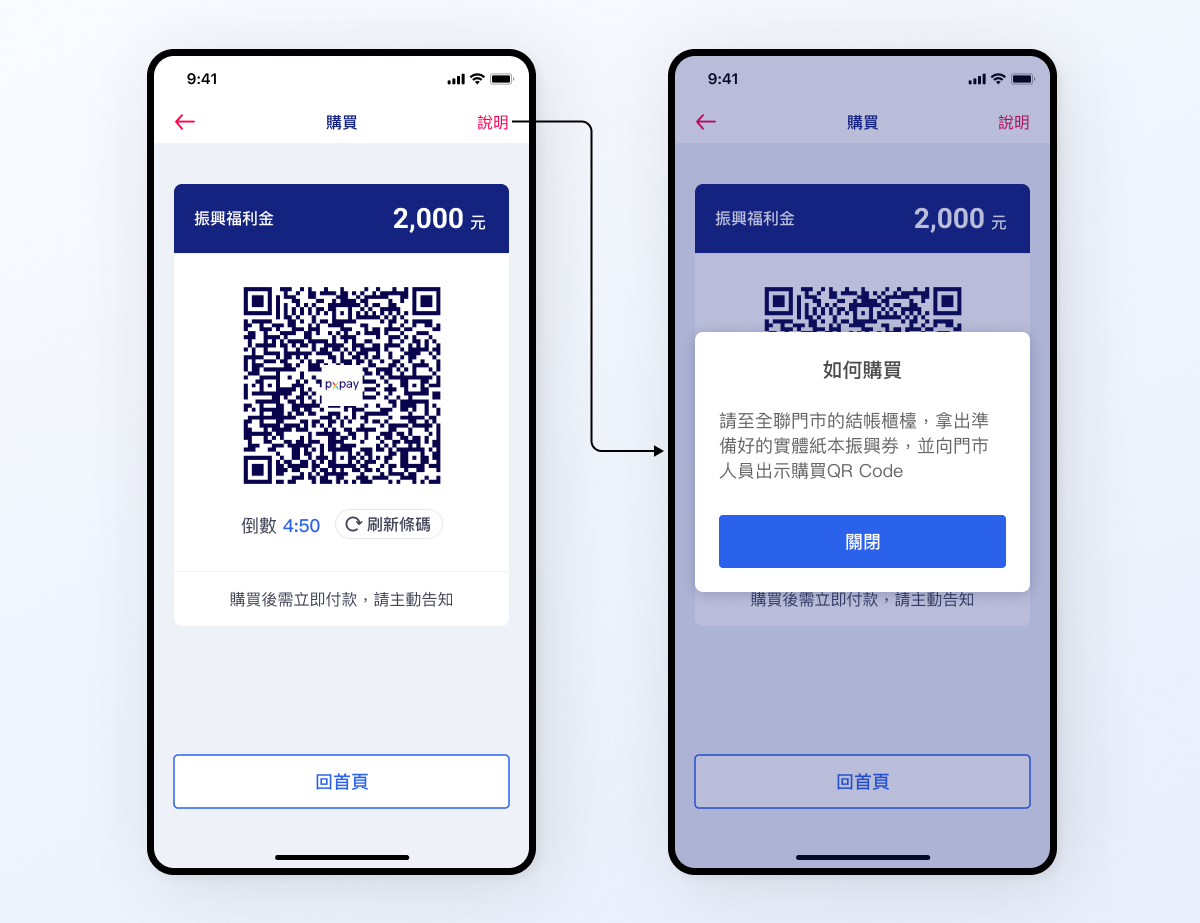 9:41
購買
說明
振興福利金
2,000 元
pxpay
倒數 4:50
刷新條碼
購買後需立即付款，請主動告知
回首頁
9:41
購買
說明
振興福利金
2,000 元
如何購買
請至全聯門市的結帳櫃檯，拿出準
備好的實體紙本振興券，並向門市
人員出示購買QR Code
關閉
購買後需立即付款，請主動告知
回首頁